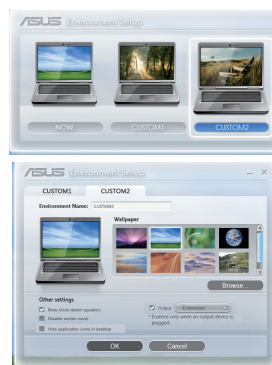 ASUS Environment Setup
NOW
CUSTOM1
CUSTOM2
ASUS Environment Setup
CUSTOM1
CUSTOM2
Environment Name:
CUSTOM2
Wallpaper
Browse...
Other settings
Mute (Auto-detect speaker)
Disable screen saver
Hide application icons in desktop
Output
Extension
* Enabled only when an output device is
plugged.
OK
Cancel